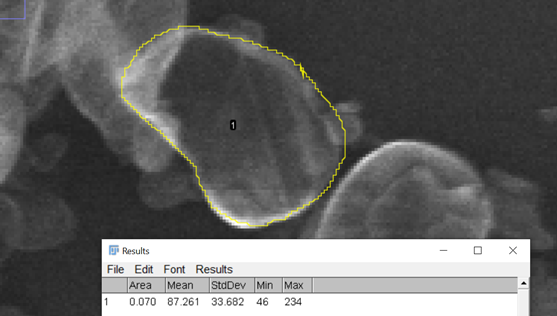 1
Results
File Edit Font Results
Area Mean StdDev Min Max
1 0.070 87.261 33.682 46 234